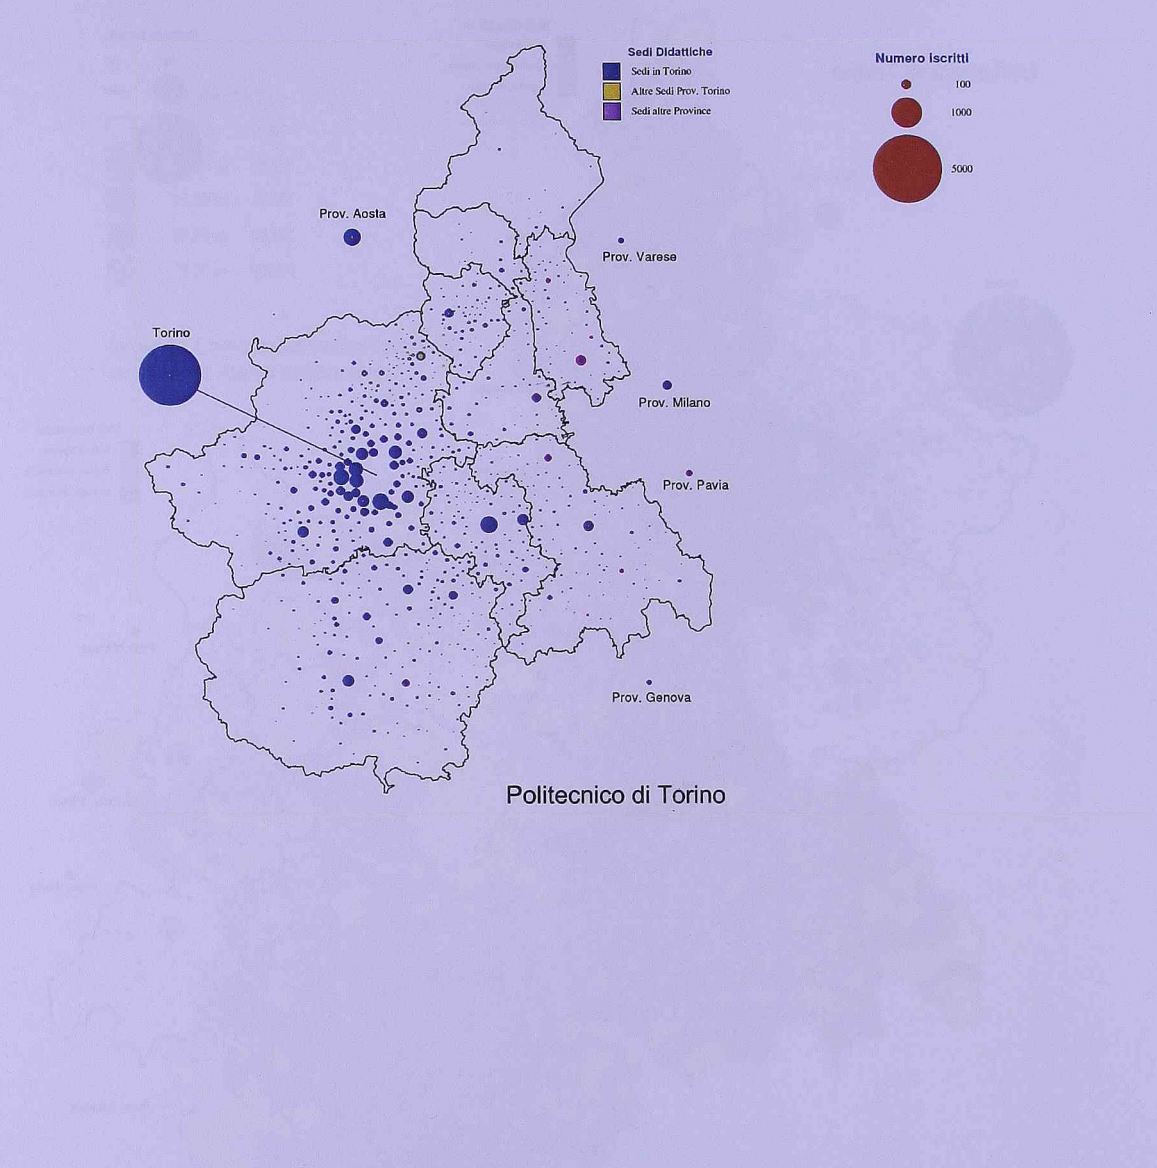 Sedi Didattiche
Sedi in Torino
Altre Sedi Prov. Torino
Sedi altre Province
Numero iscritti
100
1000
5000
Prov. Aosta
Prov. Varese
Torino
Prov. Milano
Prov. Pavia
Prov. Genova
Politecnico di Torino